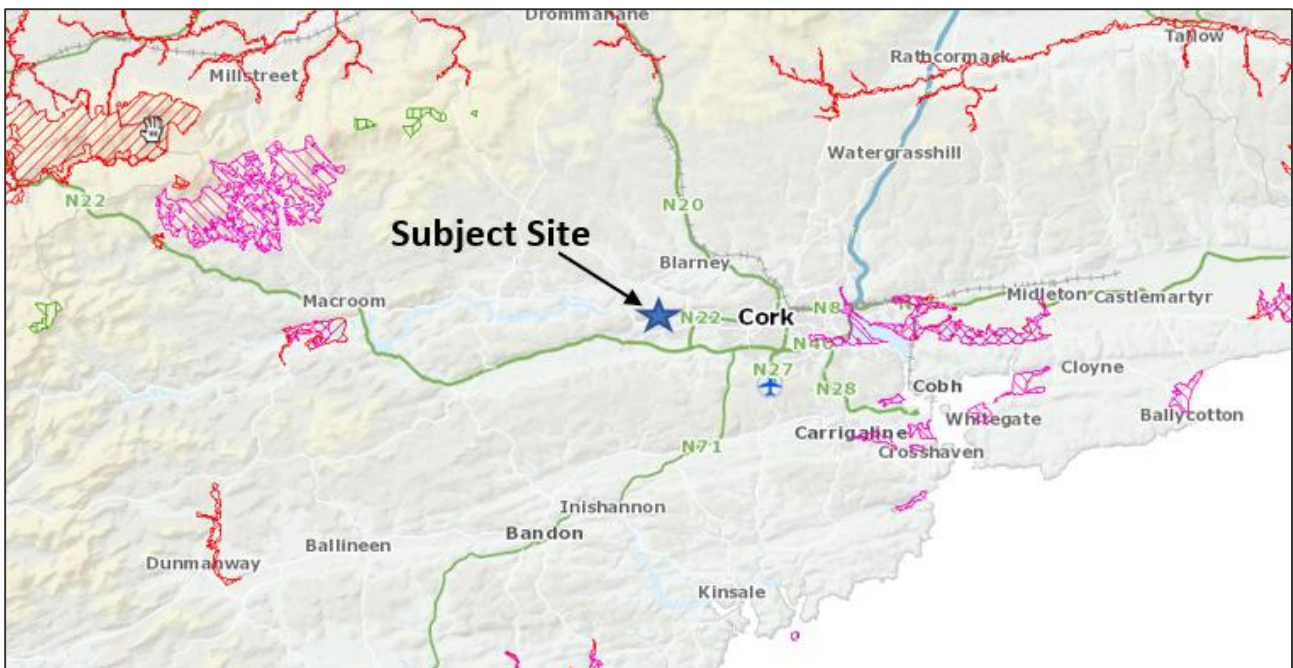 Drommahane
Tallow
Rathcormack
Millstreet
Watergrasshill
N22
N20
Subject Site
Blarney
Macroom
Midleton
Castlemartyr
N22
Cork
N8
N40
N27
Cloyne
N28
Cobh
Whitegate
Ballycotton
Carrigaline
Crosshaven
N71
Inishannon
Bandon
Ballineen
Dunmanway
Kinsale